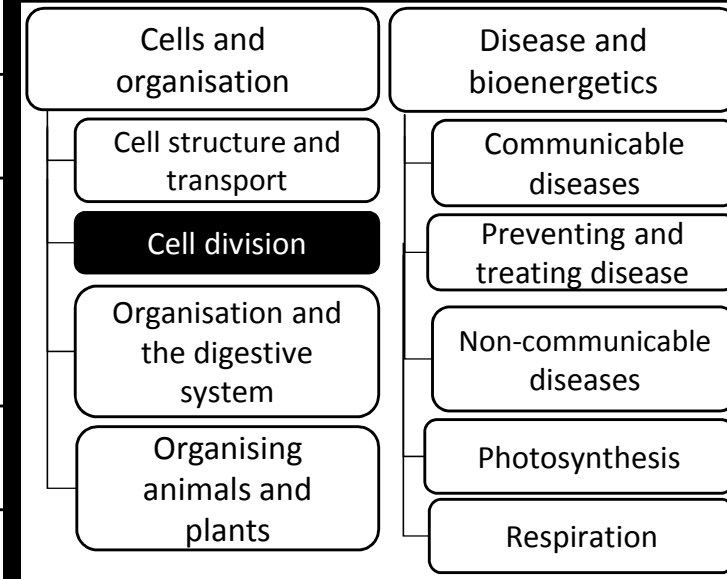 Cells and
organisation
Cell structure and
transport
Cell division
Organisation and
the digestive
system
Organising
animals and
plants
Disease and
bioenergetics
Communicable
diseases
Preventing and
treating disease
Non-communicable
diseases
Photosynthesis
Respiration